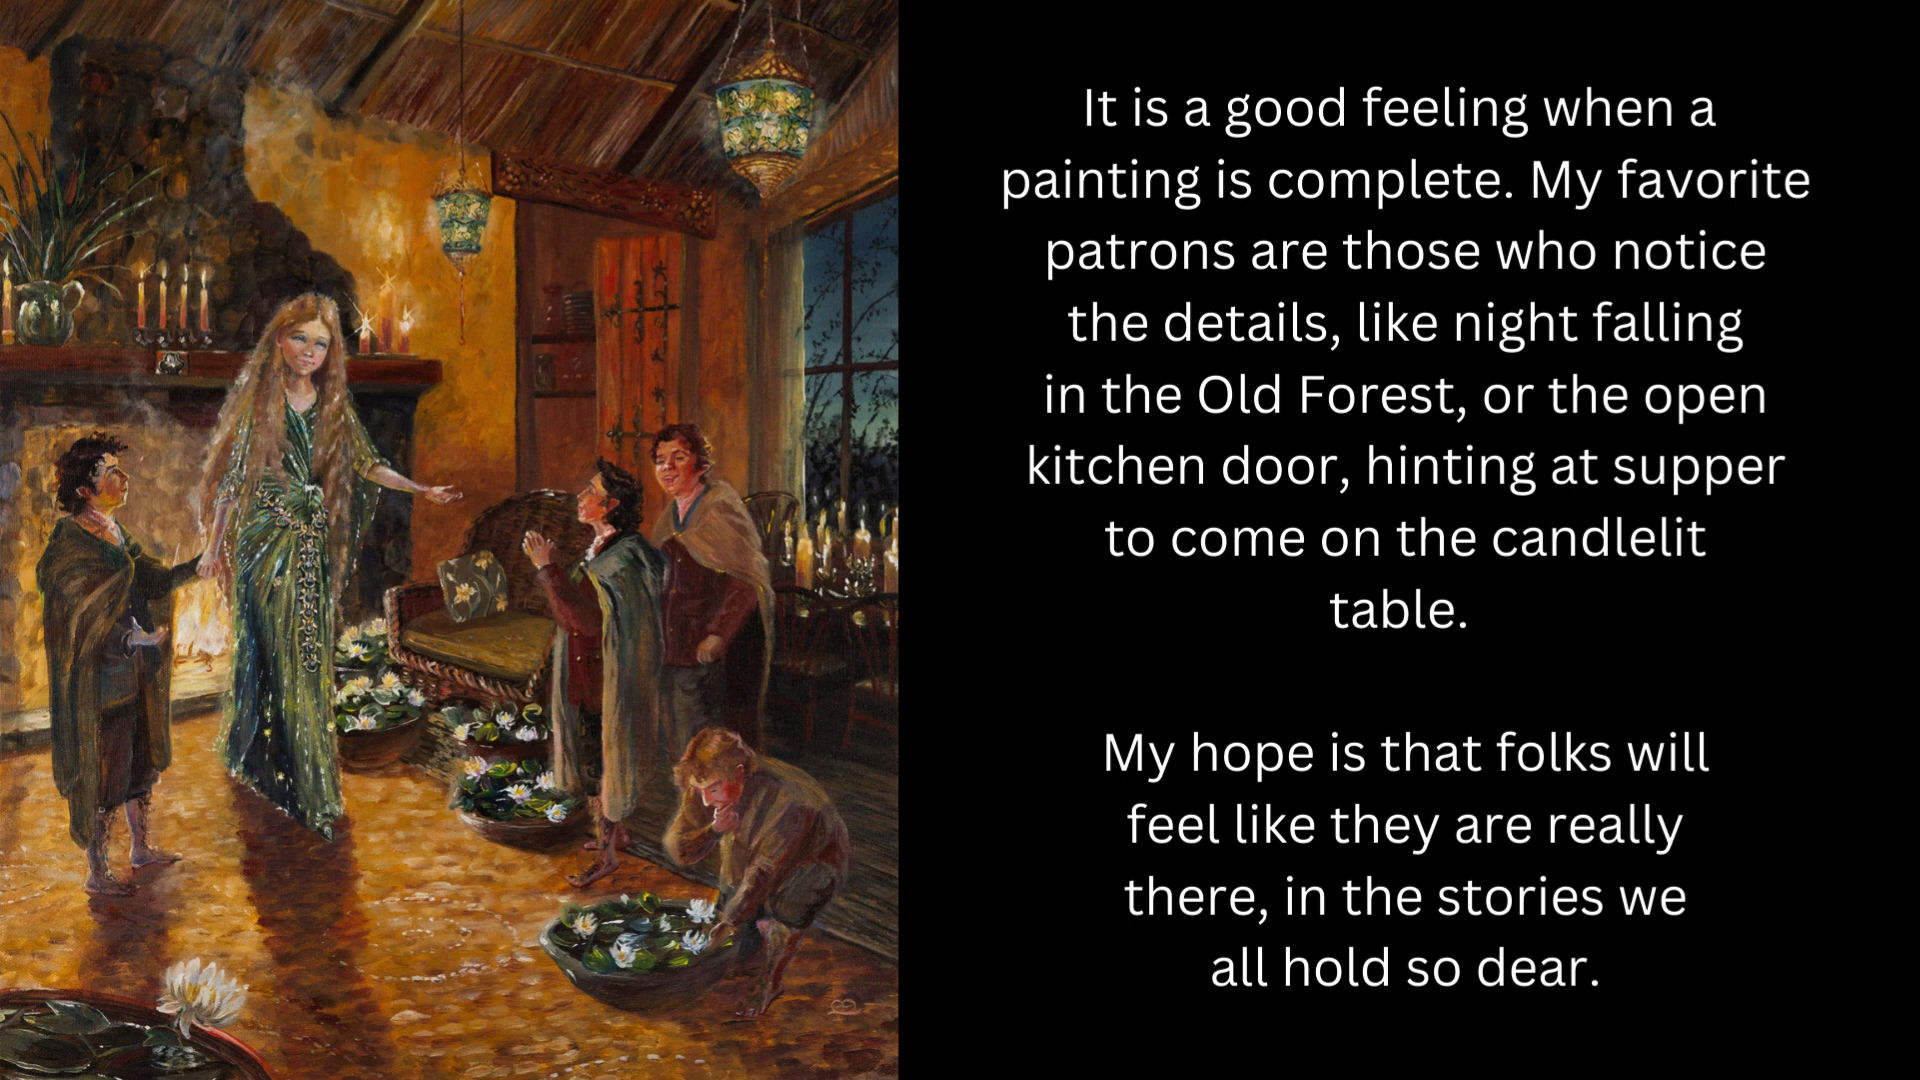 It is a good feeling when a
painting is complete. My favorite
patrons are those who notice
the details, like night falling
in the Old Forest, or the open
kitchen door, hinting at supper
to come on the candlelit
table.
My hope is that folks will
feel like they are really
there, in the stories we
all hold so dear.